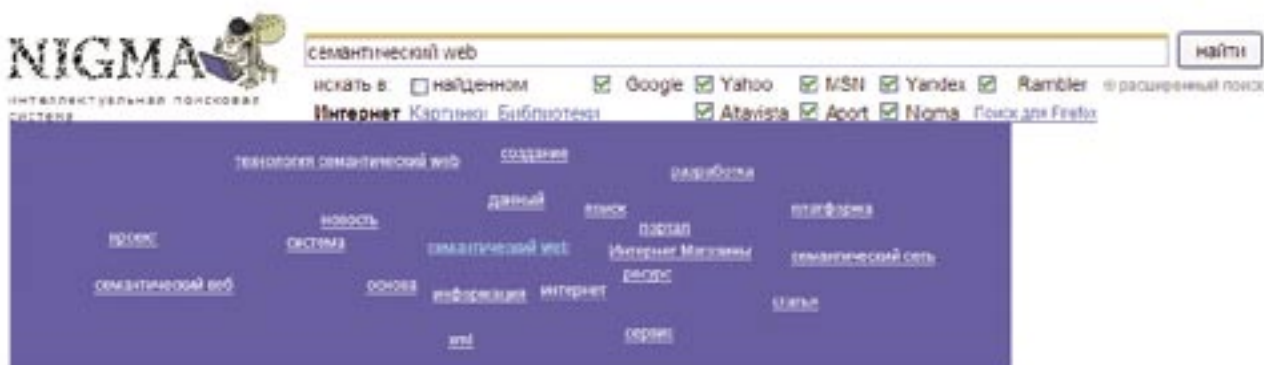 NIGMA
интеллектуальная поисковая система
семантический web найти
искать в: найденном Google Yahoo MSN Yandex Rambler расширенный поиск
Интернет Картинки Библиотеки Altavista Aport Nigma Поиск для Firefox
технология семантический web создание
разработка
данный поиск платформа
новость портал
проект система семантический web Интернет Магазины семантический сеть
ресурс
семантический веб основа информация интернет
статья
xml сервис